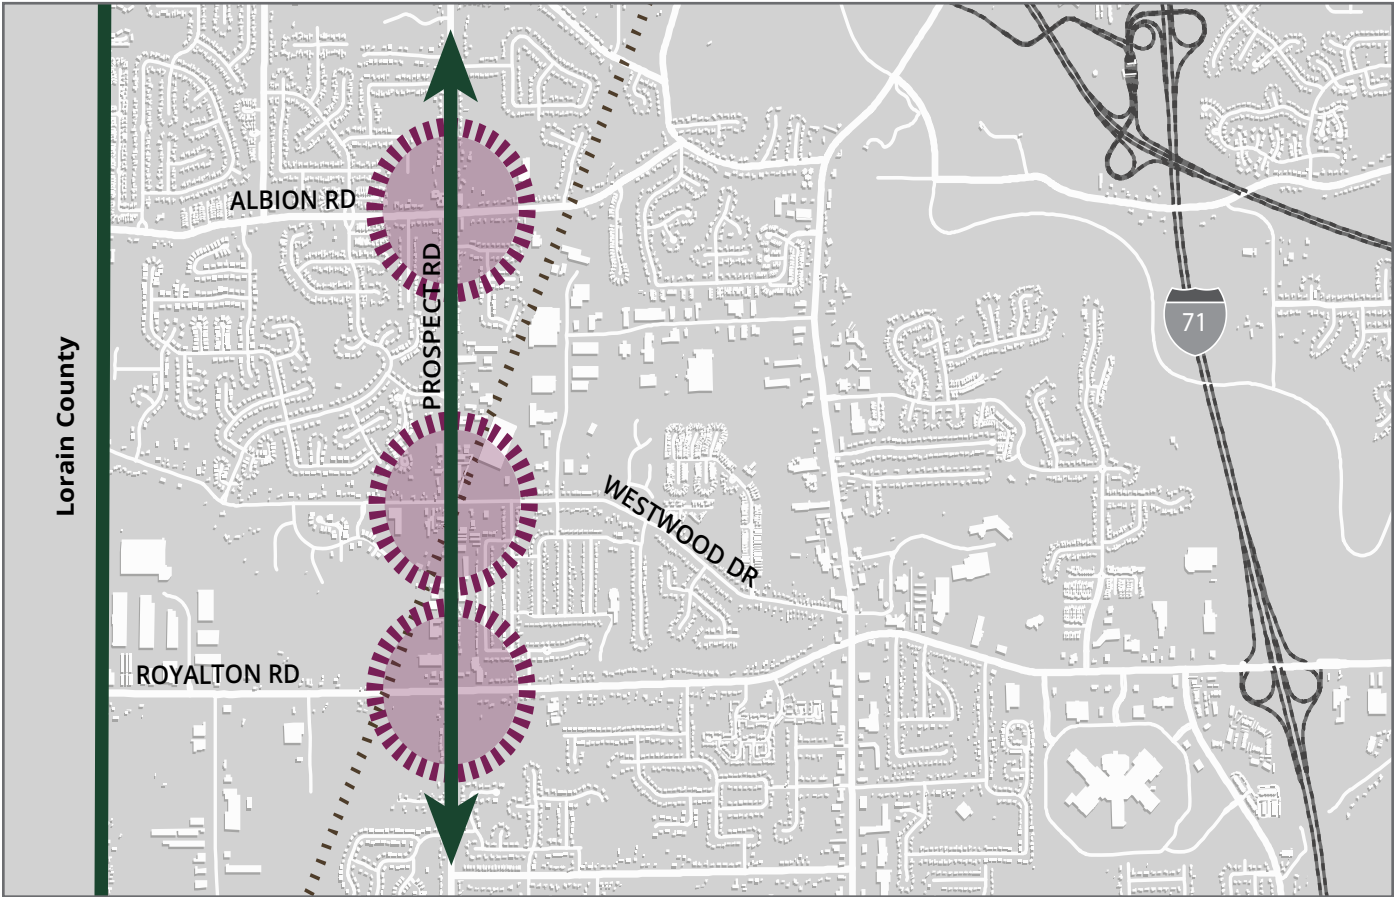 ALBION RD
PROSPECT RD
71
Lorain County
WESTWOOD DR
ROYALTON RD